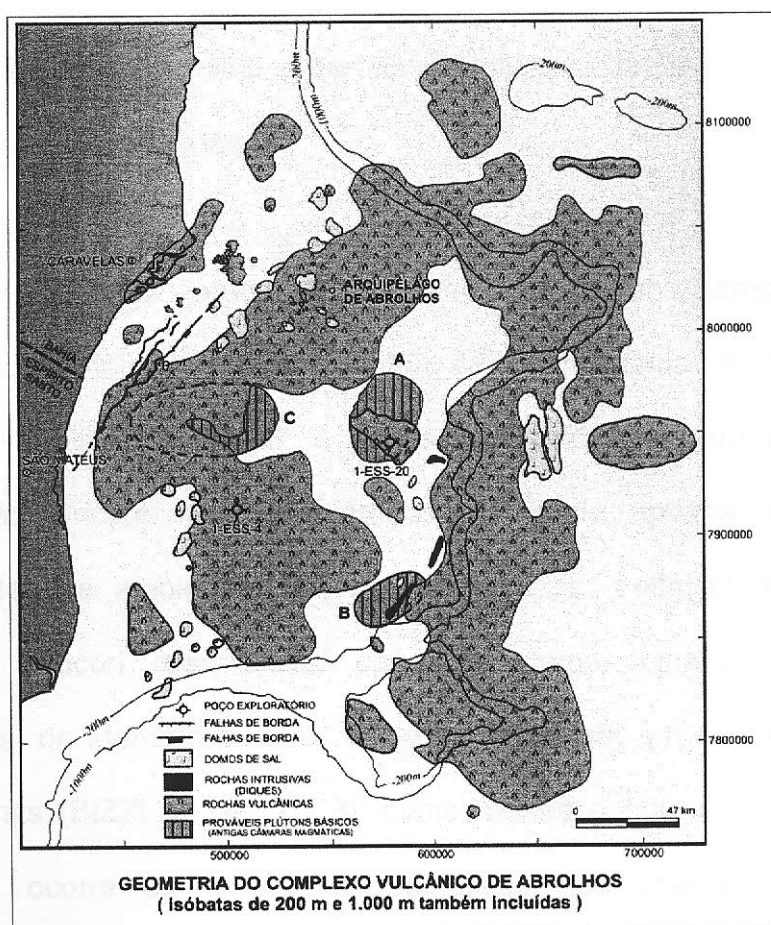 -200m
-1000m
-200m
-200m
8100000
CARAVELAS
ARQUIPÉLAGO
DE ABROLHOS
8000000
BAHIA
ESPÍRITO
SANTO
A
C
SÃO MATEUS
1-ESS-20
1-ESS-4
7900000
B
-200m
-1000m
-200m
7800000
POÇO EXPLORATÓRIO
FALHAS DE BORDA
FALHAS DE BORDA
DOMOS DE SAL
ROCHAS INTRUSIVAS
(DIQUES)
ROCHAS VULCÂNICAS
PROVÁVEIS PLÚTONS BÁSICOS
(ANTIGAS CÂMARAS MAGMÁTICAS)
0 47 km
500000 600000 700000
GEOMETRIA DO COMPLEXO VULCÂNICO DE ABROLHOS
( isóbatas de 200 m e 1.000 m também incluídas )